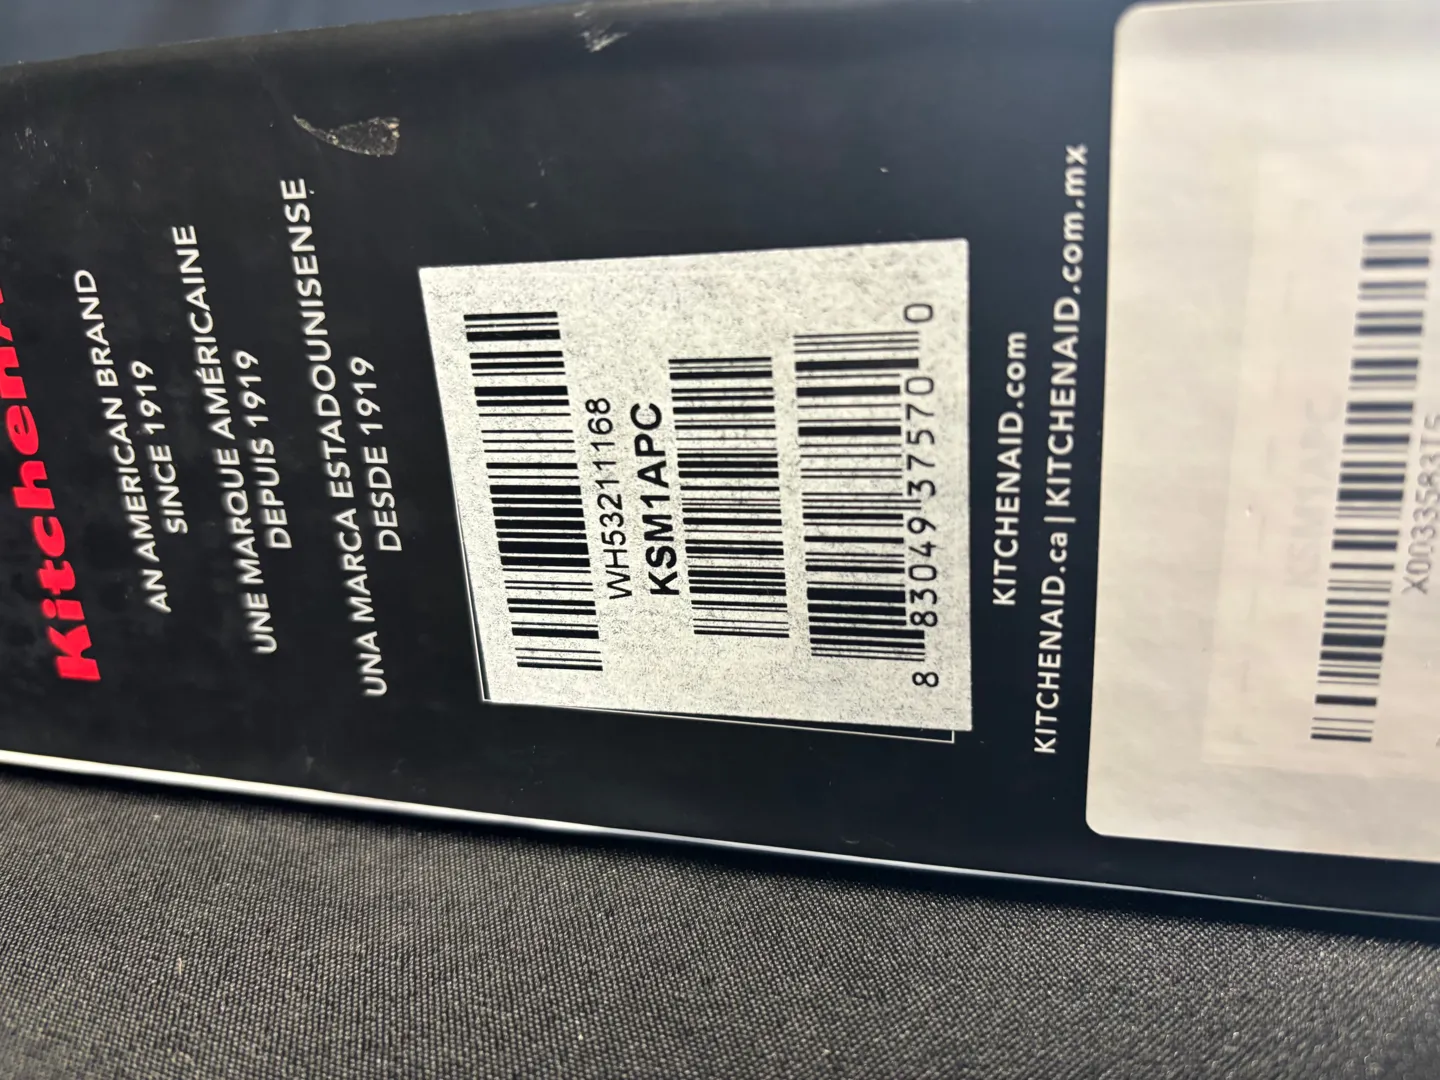 KitchenAid
AN AMERICAN BRAND
SINCE 1919
UNE MARQUE AMÉRICAINE
DEPUIS 1919
UNA MARCA ESTADOUNISENSE
DESDE 1919
WH53211168
KSM1APC
8 83049 37570 0
KITCHENAID.com
KITCHENAID.ca | KITCHENAID.com.mx